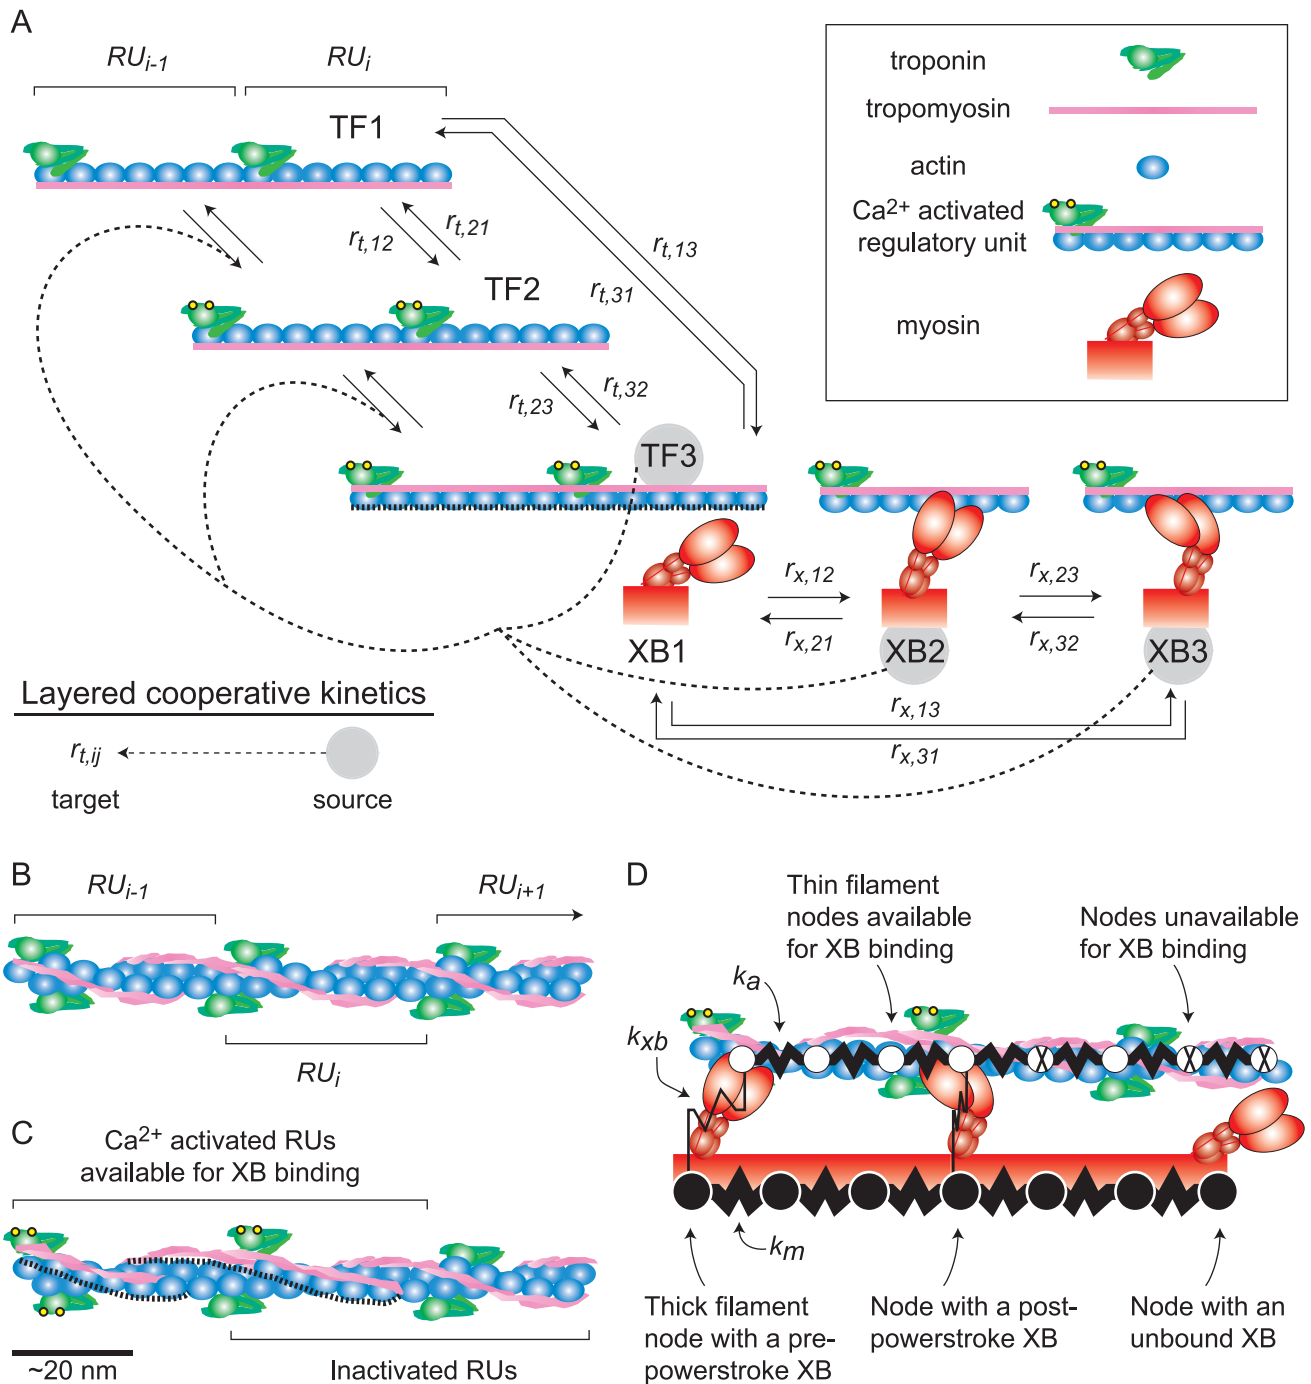 A
RUi-1
RUi
TF1
rt,12
rt,21
rt,13
rt,31
TF2
rt,23
rt,32
TF3
troponin
tropomyosin
actin
Ca2+ activated
regulatory unit
myosin
rx,12
rx,21
rx,23
rx,32
XB1
XB2
XB3
rx,13
rx,31
Layered cooperative kinetics
rt,ij
target
source
B
RUi-1
RUi+1
RUi
C
Ca2+ activated RUs
available for XB binding
~20 nm
Inactivated RUs
D
Thin filament
nodes available
for XB binding
Nodes unavailable
for XB binding
ka
kxb
X
X
X
km
Thick filament
node with a pre-
powerstroke XB
Node with a post-
powerstroke XB
Node with an
unbound XB